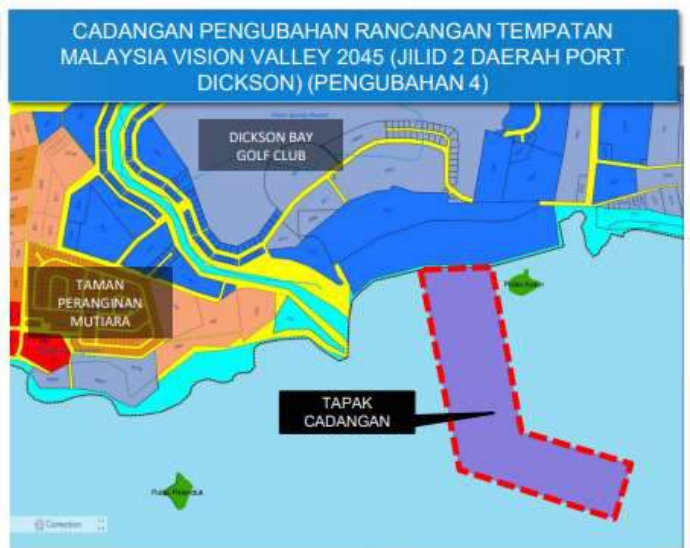 CADANGAN PENGUBAHAN RANCANGAN TEMPATAN
MALAYSIA VISION VALLEY 2045 (JILID 2 DAERAH PORT
DICKSON) (PENGUBAHAN 4)
DICKSON BAY
GOLF CLUB
TAMAN
PERANGINAN
MUTIARA
TAPAK
CADANGAN
Correction